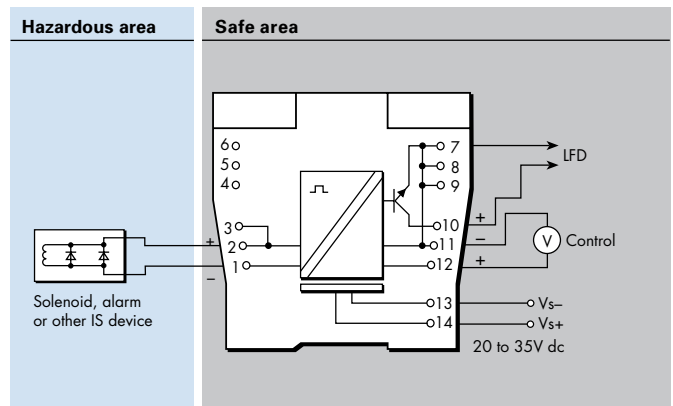 Hazardous area
Safe area
6
5
4
3
+
2
1
–
7
8
9
10
+
11
–
12
+
13
14
LFD
V
Control
Vs–
Vs+
20 to 35V dc
Solenoid, alarm
or other IS device